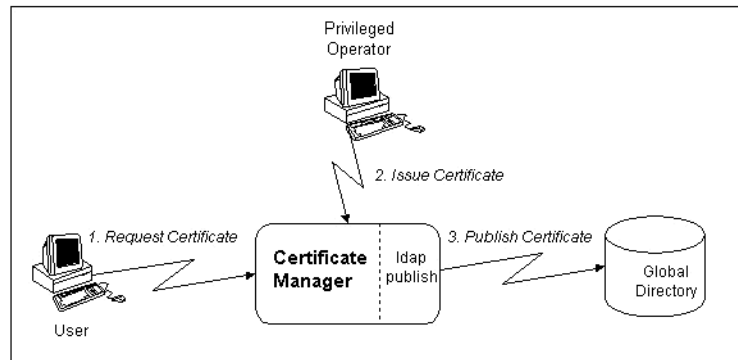 Privileged
Operator
2. Issue Certificate
1. Request Certificate
Certificate
Manager
ldap
publish
3. Publish Certificate
Global
Directory
User